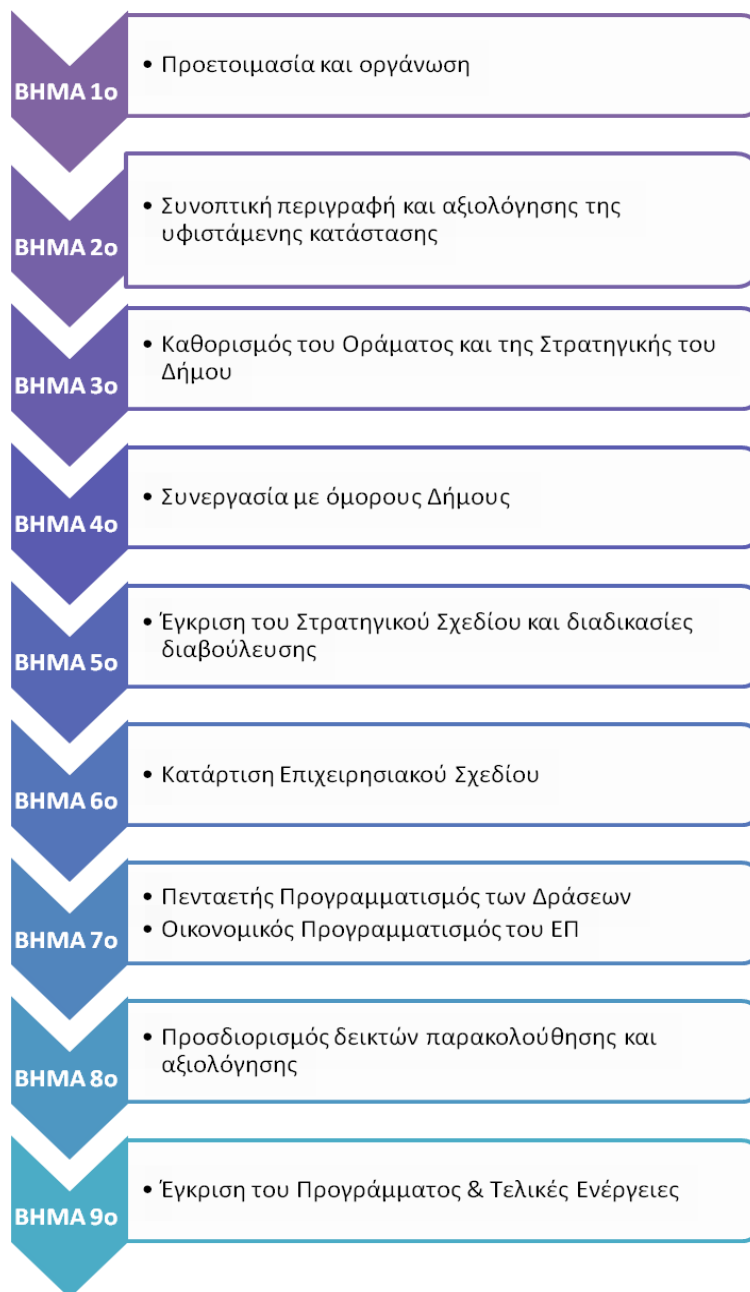 ΒΗΜΑ 1ο
• Προετοιμασία και οργάνωση
ΒΗΜΑ 2ο
• Συνοπτική περιγραφή και αξιολόγησης της
υφιστάμενης κατάστασης
ΒΗΜΑ 3ο
• Καθορισμός του Οράματος και της Στρατηγικής του
Δήμου
ΒΗΜΑ 4ο
• Συνεργασία με όμορους Δήμους
ΒΗΜΑ 5ο
• Έγκριση του Στρατηγικού Σχεδίου και διαδικασίες
διαβούλευσης
ΒΗΜΑ 6ο
• Κατάρτιση Επιχειρησιακού Σχεδίου
ΒΗΜΑ 7ο
• Πενταετής Προγραμματισμός των Δράσεων
• Οικονομικός Προγραμματισμός του ΕΠ
ΒΗΜΑ 8ο
• Προσδιορισμός δεικτών παρακολούθησης και
αξιολόγησης
ΒΗΜΑ 9ο
• Έγκριση του Προγράμματος & Τελικές Ενέργειες